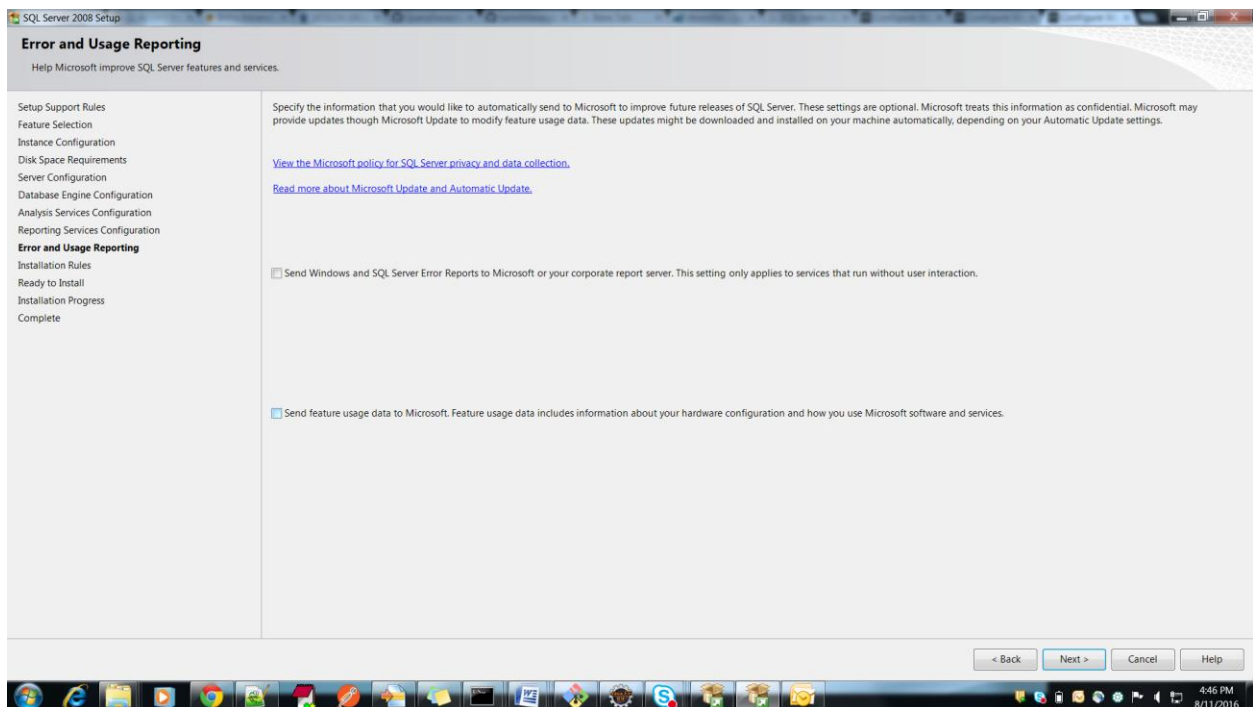 SQL Server 2008 Setup
Error and Usage Reporting
Help Microsoft improve SQL Server features and services.
Setup Support Rules
Feature Selection
Instance Configuration
Disk Space Requirements
Server Configuration
Database Engine Configuration
Analysis Services Configuration
Reporting Services Configuration
Error and Usage Reporting
Installation Rules
Ready to Install
Installation Progress
Complete
Specify the information that you would like to automatically send to Microsoft to improve future releases of SQL Server. These settings are optional. Microsoft treats this information as confidential. Microsoft may
provide updates though Microsoft Update to modify feature usage data. These updates might be downloaded and installed on your machine automatically, depending on your Automatic Update settings.
View the Microsoft policy for SQL Server privacy and data collection.
Read more about Microsoft Update and Automatic Update.
Send Windows and SQL Server Error Reports to Microsoft or your corporate report server. This setting only applies to services that run without user interaction.
Send feature usage data to Microsoft. Feature usage data includes information about your hardware configuration and how you use Microsoft software and services.
< Back
Next >
Cancel
Help
4:46 PM
8/11/2016